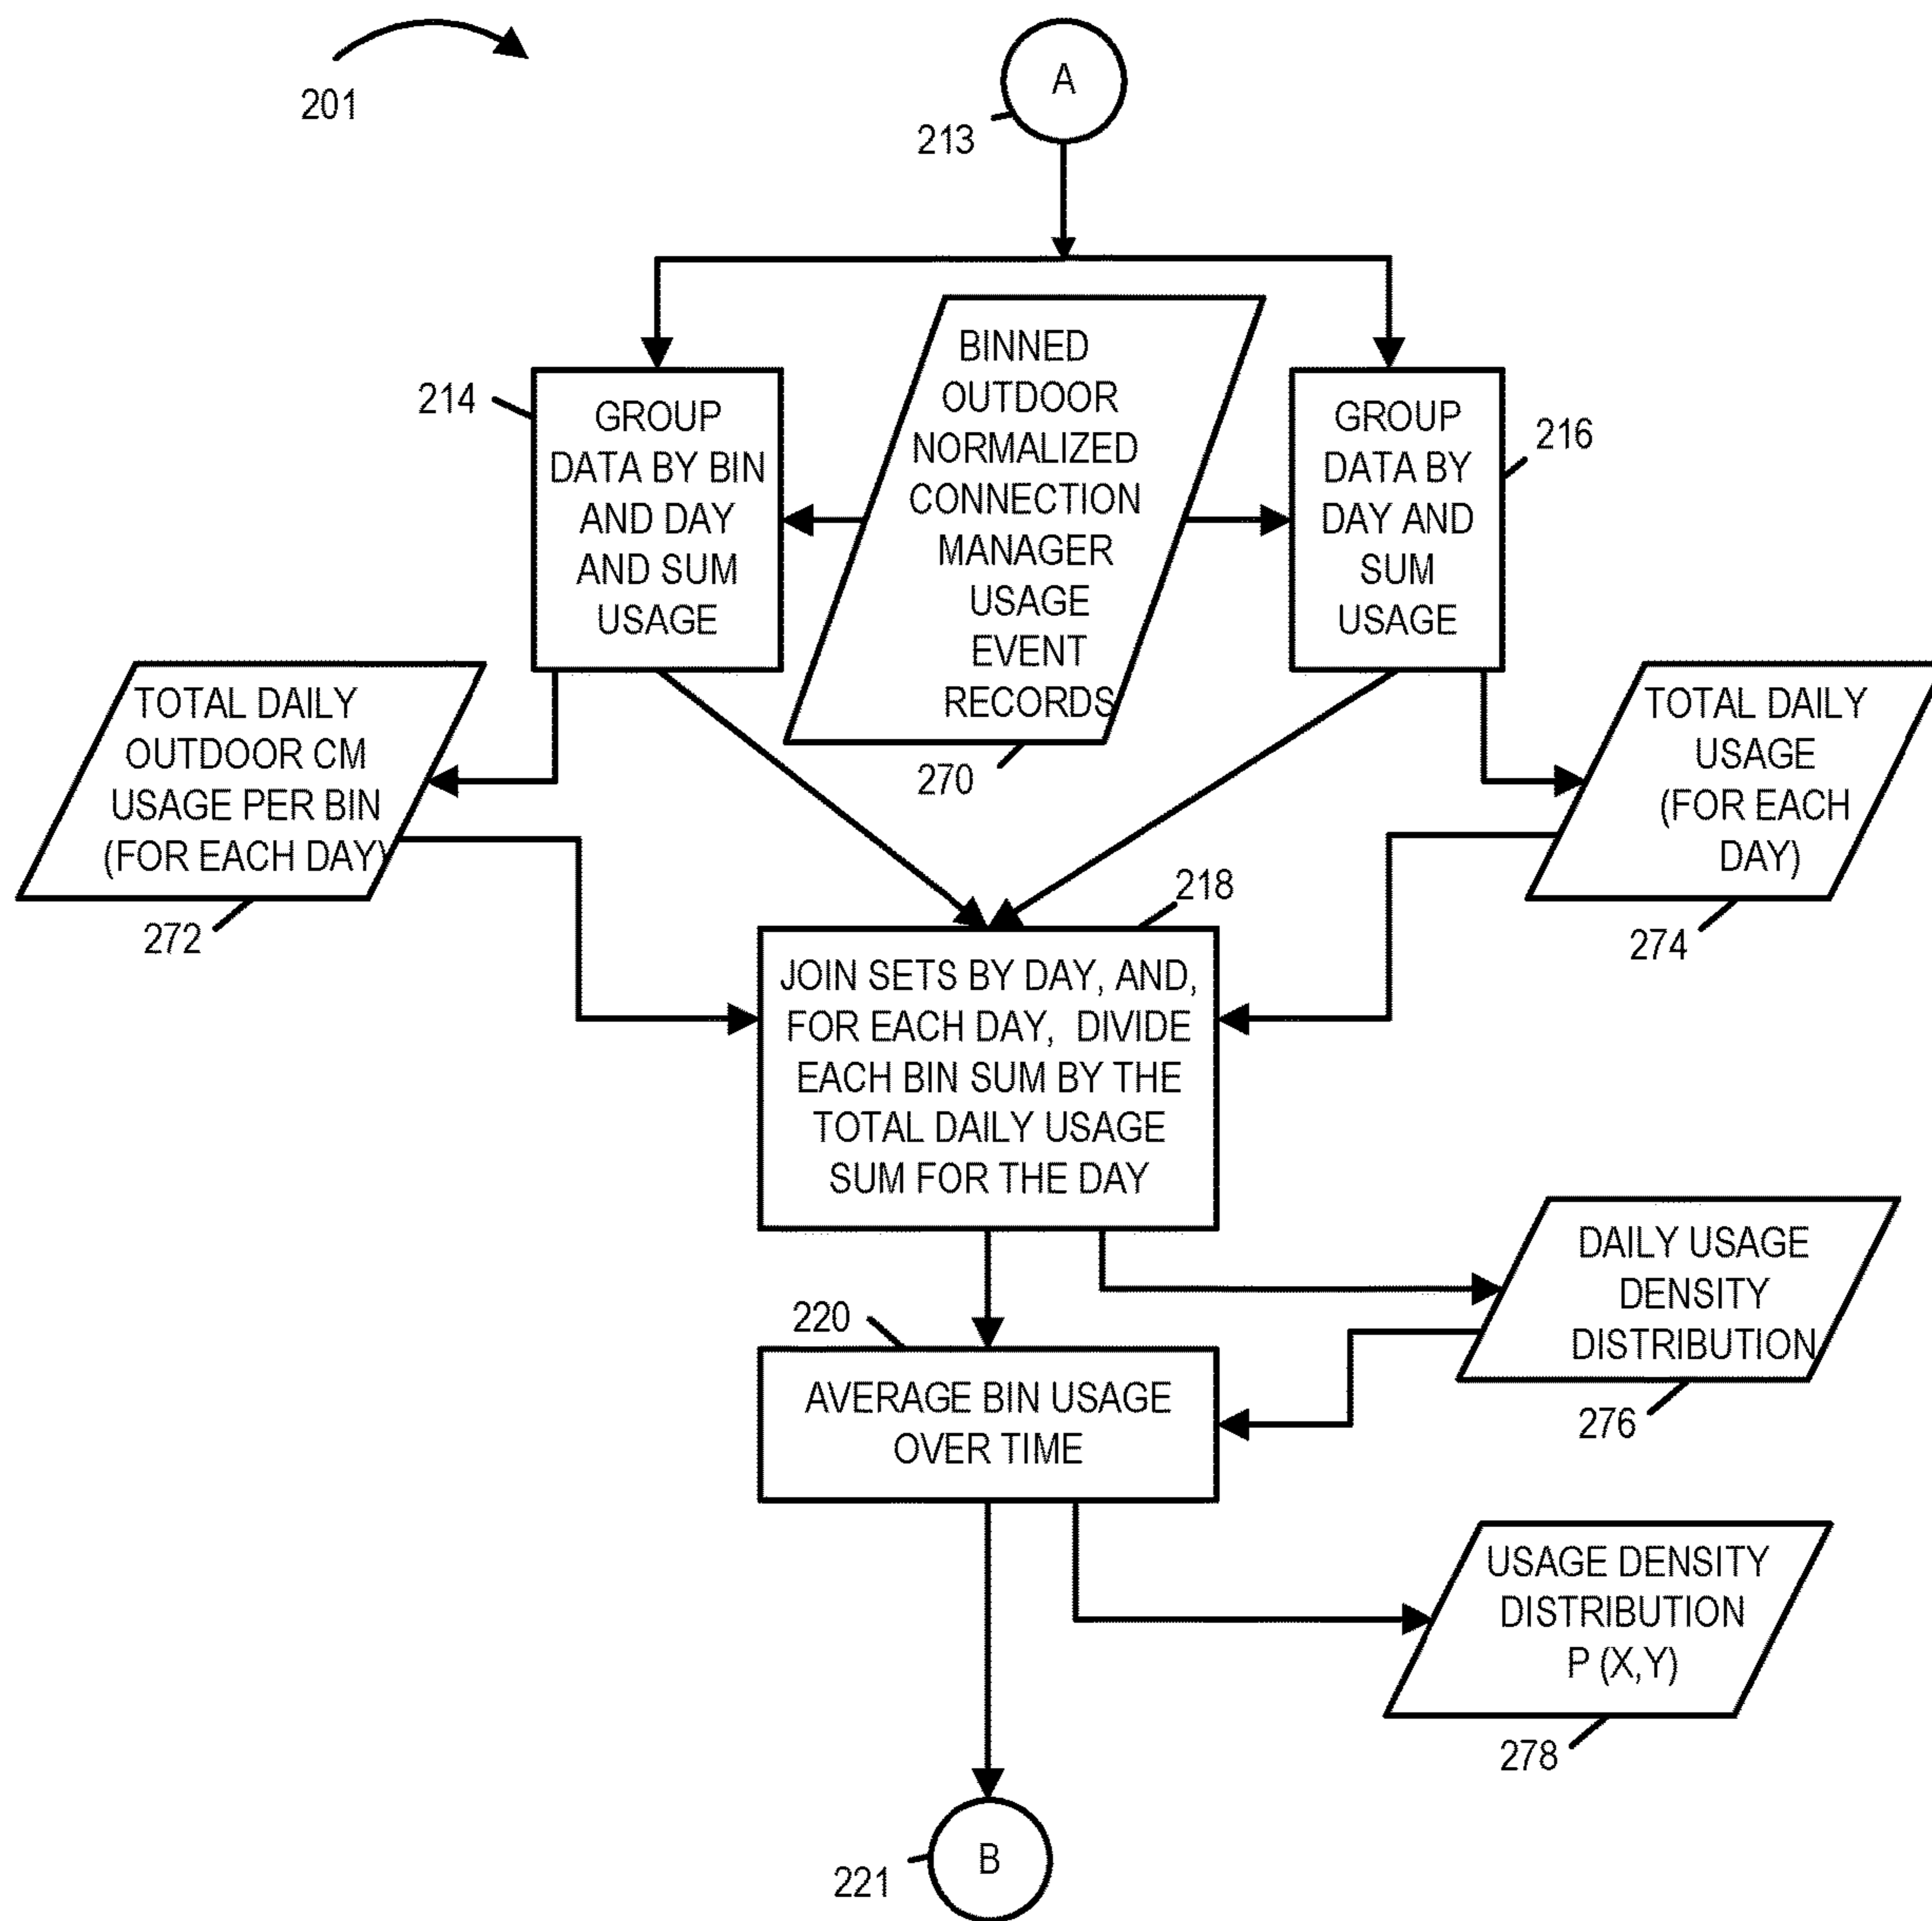 201
A
213
214
GROUP
DATA BY BIN
AND DAY
AND SUM
USAGE
BINNED
OUTDOOR
NORMALIZED
CONNECTION
MANAGER
USAGE
EVENT
RECORDS
270
GROUP
DATA BY
DAY AND
SUM
USAGE
216
TOTAL DAILY
OUTDOOR CM
USAGE PER BIN
(FOR EACH DAY)
272
TOTAL DAILY
USAGE
(FOR EACH
DAY)
274
218
JOIN SETS BY DAY, AND,
FOR EACH DAY, DIVIDE
EACH BIN SUM BY THE
TOTAL DAILY USAGE
SUM FOR THE DAY
DAILY USAGE
DENSITY
DISTRIBUTION
276
220
AVERAGE BIN USAGE
OVER TIME
USAGE DENSITY
DISTRIBUTION
P (X,Y)
278
B
221